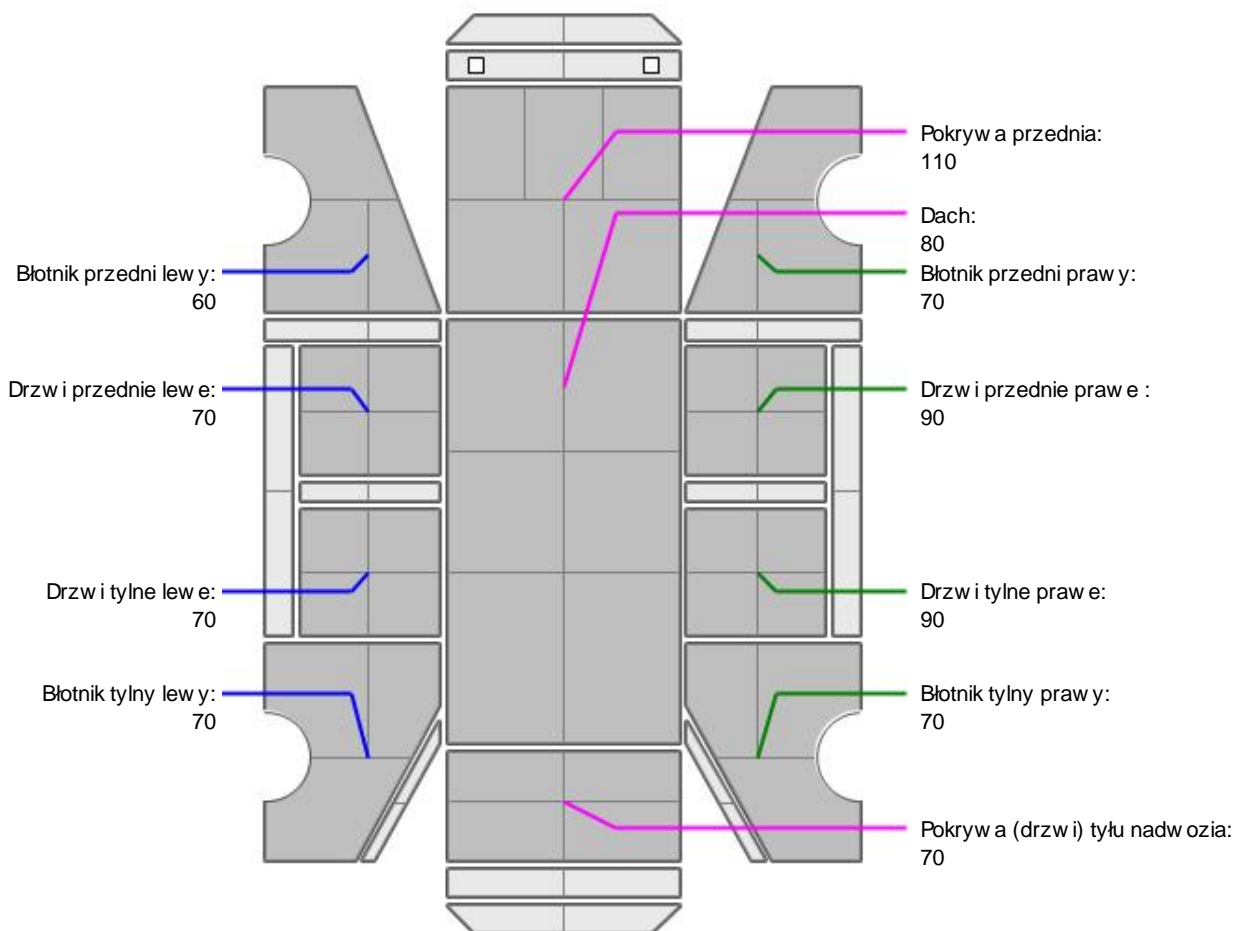 Pokrywa przednia:
110
Dach:
80
Błotnik przedni lewy:
60
Błotnik przedni prawy:
70
Drzwi przednie lewe:
70
Drzwi przednie prawe :
90
Drzwi tylne lewe:
70
Drzwi tylne prawe:
90
Błotnik tylny lewy:
70
Błotnik tylny prawy:
70
Pokrywa (drzwi) tyłu nadwozia:
70